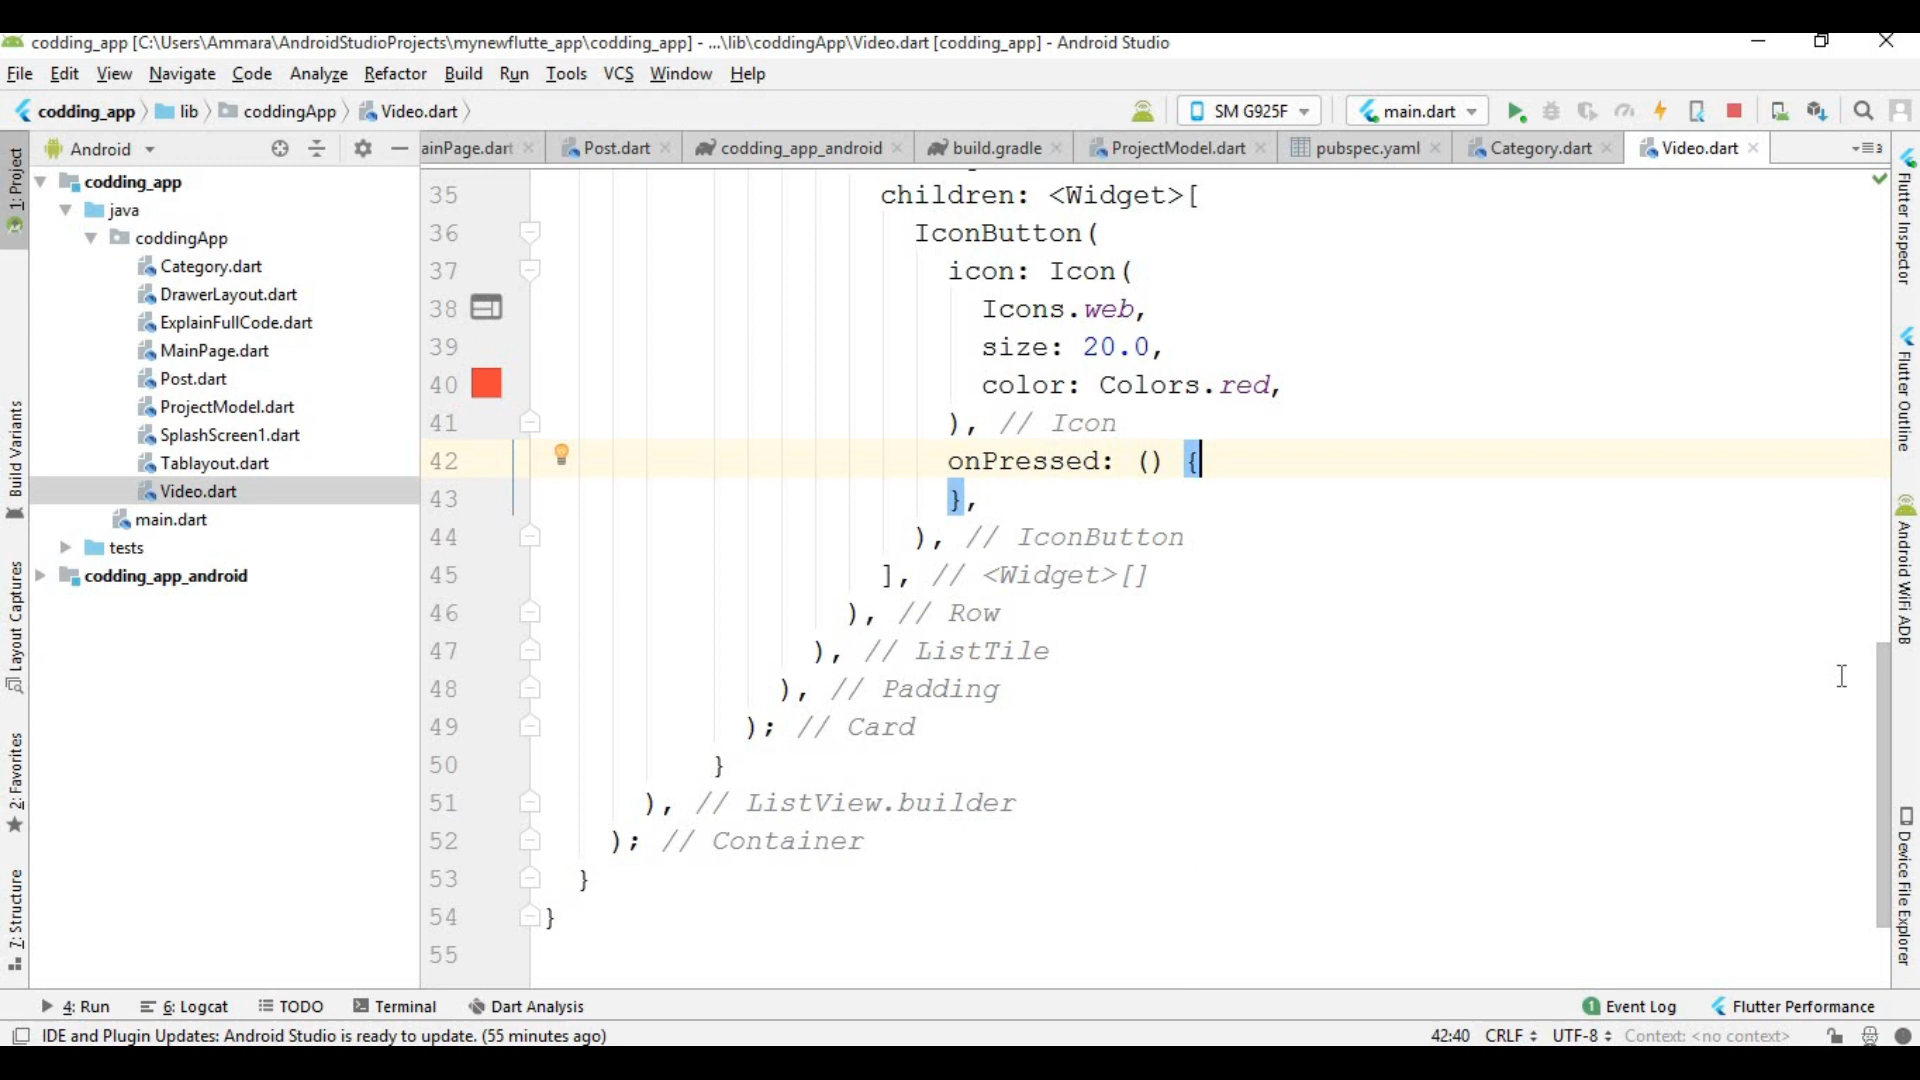 codding_app [C:\Users\Ammara\AndroidStudioProjects\mynewflutte_app\codding_app] - ...\lib\coddingApp\Video.dart [codding_app] - Android Studio
File Edit View Navigate Code Analyze Refactor Build Run Tools VCS Window Help
codding_app lib coddingApp Video.dart SM G925F main.dart
Android ainPage.dart Post.dart codding_app_android build.gradle ProjectModel.dart pubspec.yaml Category.dart Video.dart
1: Project
Build Variants
Layout Captures
2: Favorites
7: Structure
codding_app
java
coddingApp
Category.dart
DrawerLayout.dart
ExplainFullCode.dart
MainPage.dart
Post.dart
ProjectModel.dart
SplashScreen1.dart
Tablayout.dart
Video.dart
main.dart
tests
codding_app_android
35 children: <Widget>[
36 IconButton(
37 icon: Icon(
38 Icons.web,
39 size: 20.0,
40 color: Colors.red,
41 ), // Icon
42 onPressed: () {
43 },
44 ), // IconButton
45 ], // <Widget>[]
46 ), // Row
47 ), // ListTile
48 ), // Padding
49 ); // Card
50 }
51 ), // ListView.builder
52 ); // Container
53 }
54 }
55
Flutter Inspector
Flutter Outline
Android WiFi ADB
Device File Explorer
4: Run 6: Logcat TODO Terminal Dart Analysis 1 Event Log Flutter Performance
IDE and Plugin Updates: Android Studio is ready to update. (55 minutes ago) 42:40 CRLF UTF-8 Context: <no context>